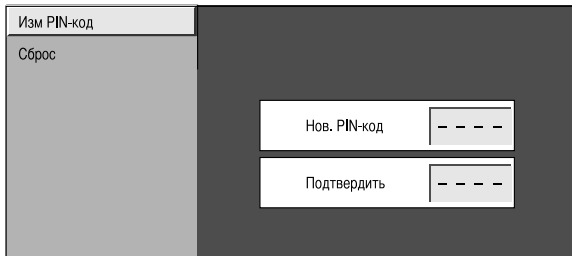 Изм PIN-код
Сброс
Нов. PIN-код – – – –
Подтвердить – – – –